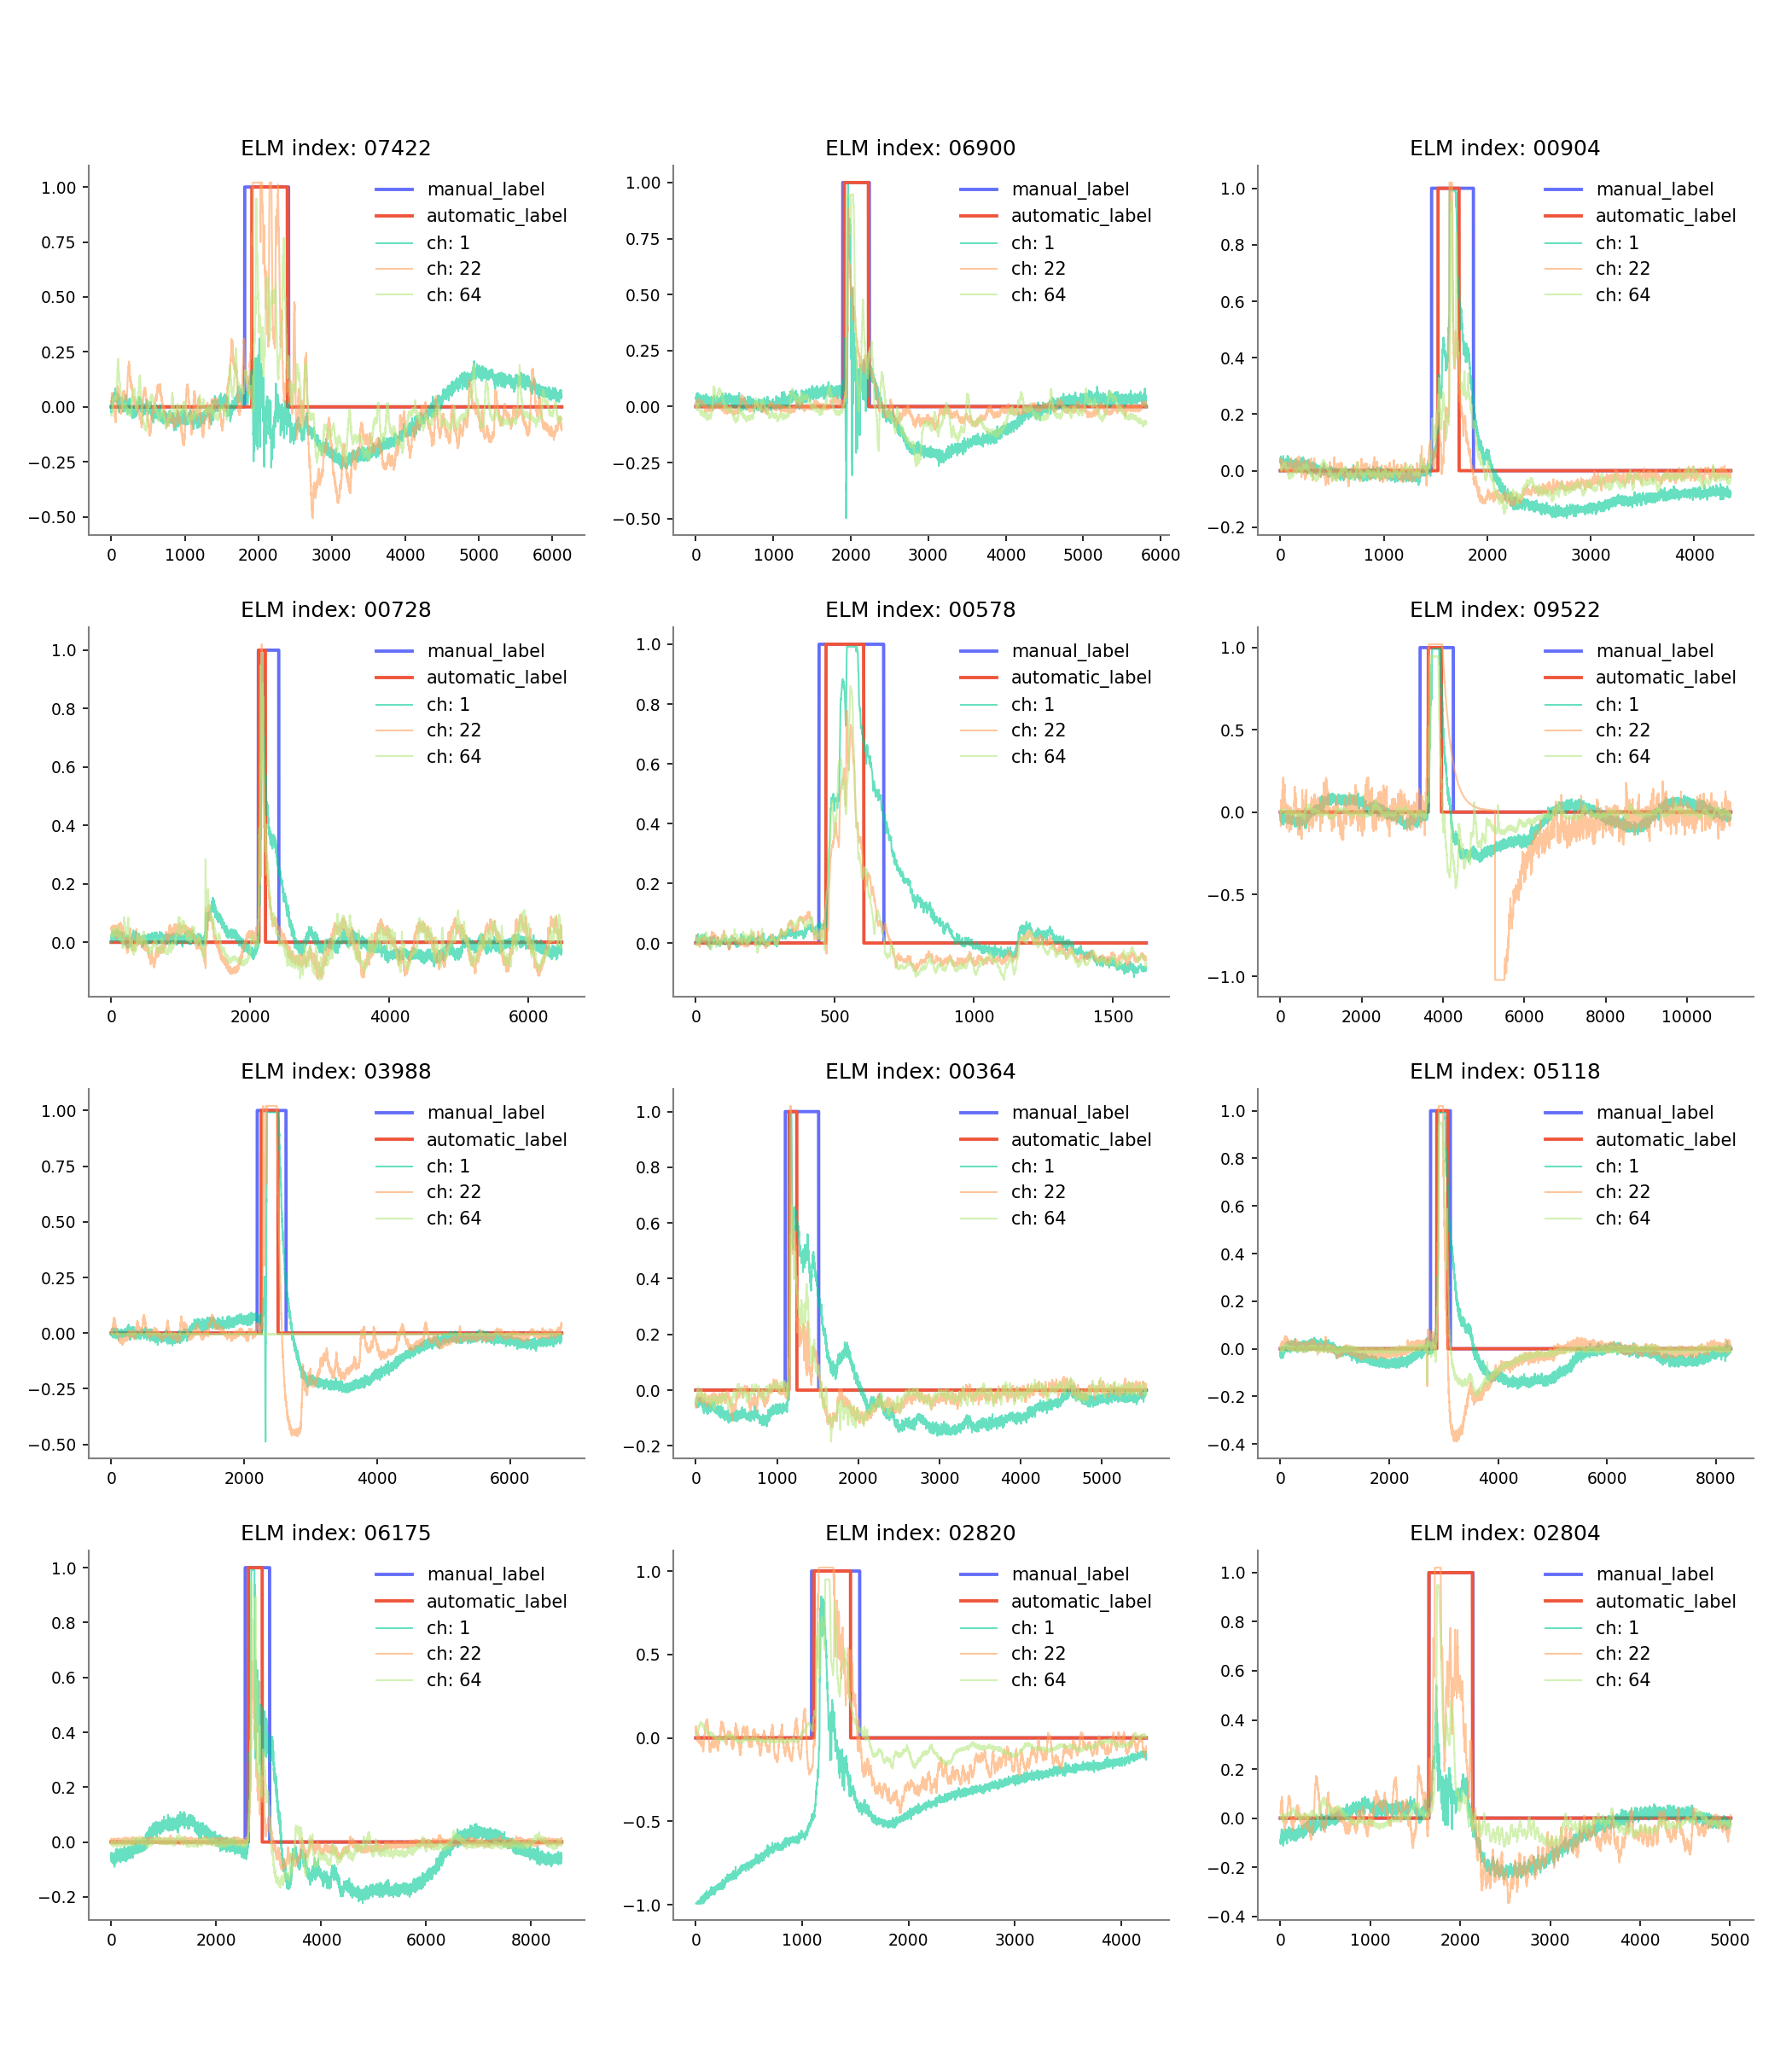 ELM index: 07422
1.00
0.75
0.50
0.25
0.00
−0.25
−0.50
0 1000 2000 3000 4000 5000 6000
manual_label
automatic_label
ch: 1
ch: 22
ch: 64
ELM index: 06900
1.00
0.75
0.50
0.25
0.00
−0.25
−0.50
0 1000 2000 3000 4000 5000 6000
manual_label
automatic_label
ch: 1
ch: 22
ch: 64
ELM index: 00904
1.0
0.8
0.6
0.4
0.2
0.0
−0.2
0 1000 2000 3000 4000
manual_label
automatic_label
ch: 1
ch: 22
ch: 64
ELM index: 00728
1.0
0.8
0.6
0.4
0.2
0.0
0 2000 4000 6000
manual_label
automatic_label
ch: 1
ch: 22
ch: 64
ELM index: 00578
1.0
0.8
0.6
0.4
0.2
0.0
0 500 1000 1500
manual_label
automatic_label
ch: 1
ch: 22
ch: 64
ELM index: 09522
1.0
0.5
0.0
−0.5
−1.0
0 2000 4000 6000 8000 10000
manual_label
automatic_label
ch: 1
ch: 22
ch: 64
ELM index: 03988
1.00
0.75
0.50
0.25
0.00
−0.25
−0.50
0 2000 4000 6000
manual_label
automatic_label
ch: 1
ch: 22
ch: 64
ELM index: 00364
1.0
0.8
0.6
0.4
0.2
0.0
−0.2
0 1000 2000 3000 4000 5000
manual_label
automatic_label
ch: 1
ch: 22
ch: 64
ELM index: 05118
1.0
0.8
0.6
0.4
0.2
0.0
−0.2
−0.4
0 2000 4000 6000 8000
manual_label
automatic_label
ch: 1
ch: 22
ch: 64
ELM index: 06175
1.0
0.8
0.6
0.4
0.2
0.0
−0.2
0 2000 4000 6000 8000
manual_label
automatic_label
ch: 1
ch: 22
ch: 64
ELM index: 02820
1.0
0.5
0.0
−0.5
−1.0
0 1000 2000 3000 4000
manual_label
automatic_label
ch: 1
ch: 22
ch: 64
ELM index: 02804
1.0
0.8
0.6
0.4
0.2
0.0
−0.2
−0.4
0 1000 2000 3000 4000 5000
manual_label
automatic_label
ch: 1
ch: 22
ch: 64